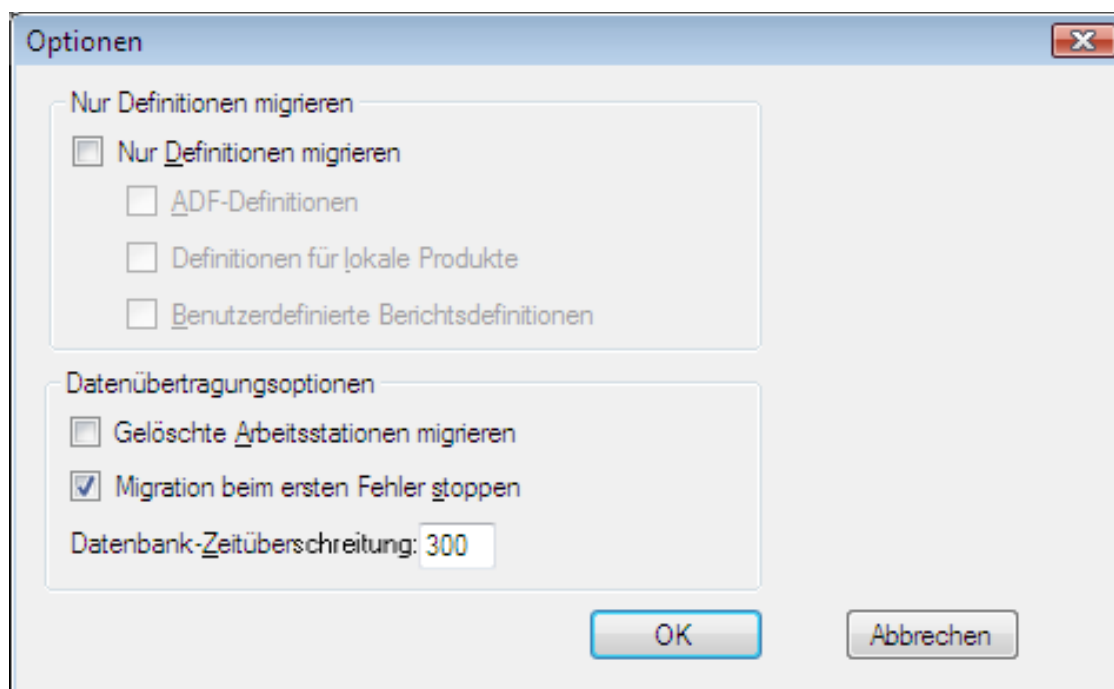 Optionen
Nur Definitionen migrieren
Nur Definitionen migrieren
ADF-Definitionen
Definitionen für lokale Produkte
Benutzerdefinierte Berichtsdefinitionen
Datenübertragungsoptionen
Gelöschte Arbeitsstationen migrieren
Migration beim ersten Fehler stoppen
Datenbank-Zeitüberschreitung: 300
OK Abbrechen